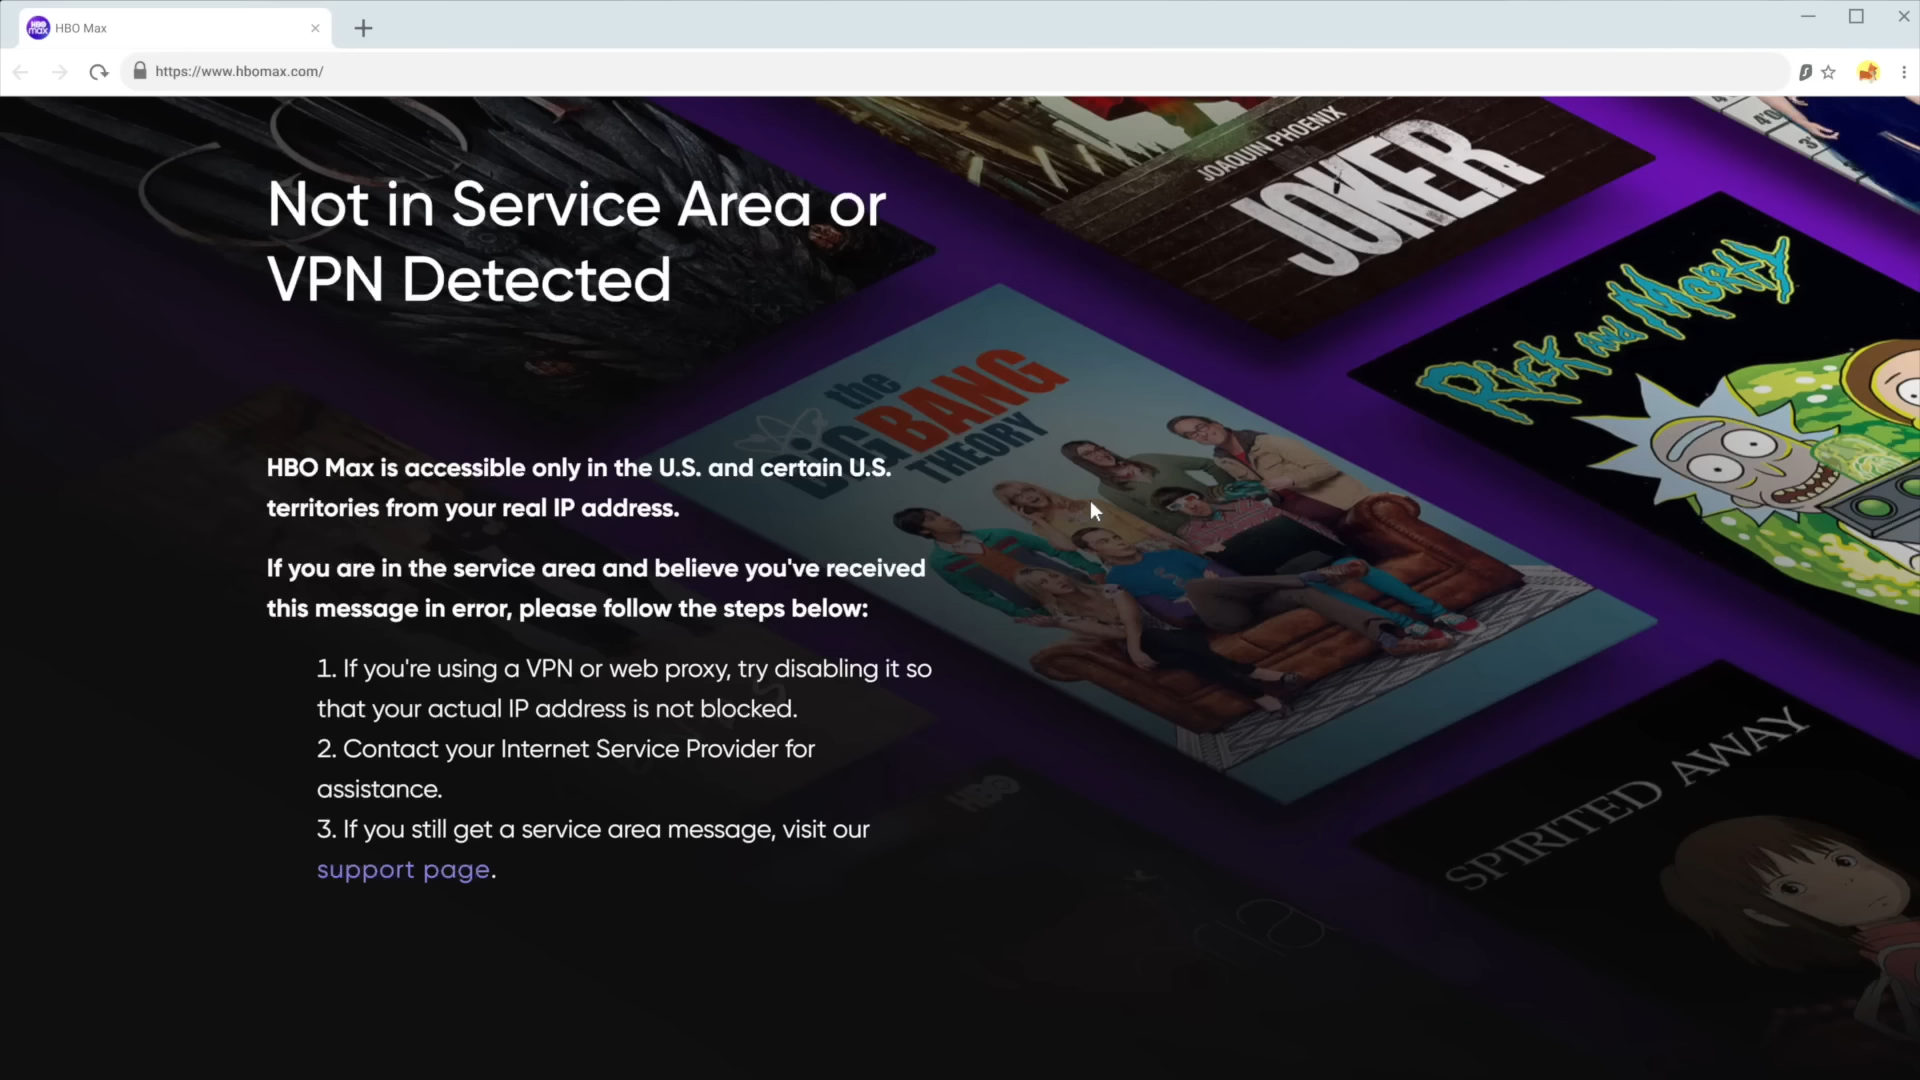 HBO Max
https://www.hbomax.com/
JOAQUIN PHOENIX
JOKER
4'0
3'
Not in Service Area or
VPN Detected
Rick and Morty
the
BIG BANG
THEORY
HBO Max is accessible only in the U.S. and certain U.S.
territories from your real IP address.
If you are in the service area and believe you've received
this message in error, please follow the steps below:
1. If you're using a VPN or web proxy, try disabling it so
that your actual IP address is not blocked.
2. Contact your Internet Service Provider for
assistance.
3. If you still get a service area message, visit our
support page.
SPIRITED AWAY
HBO